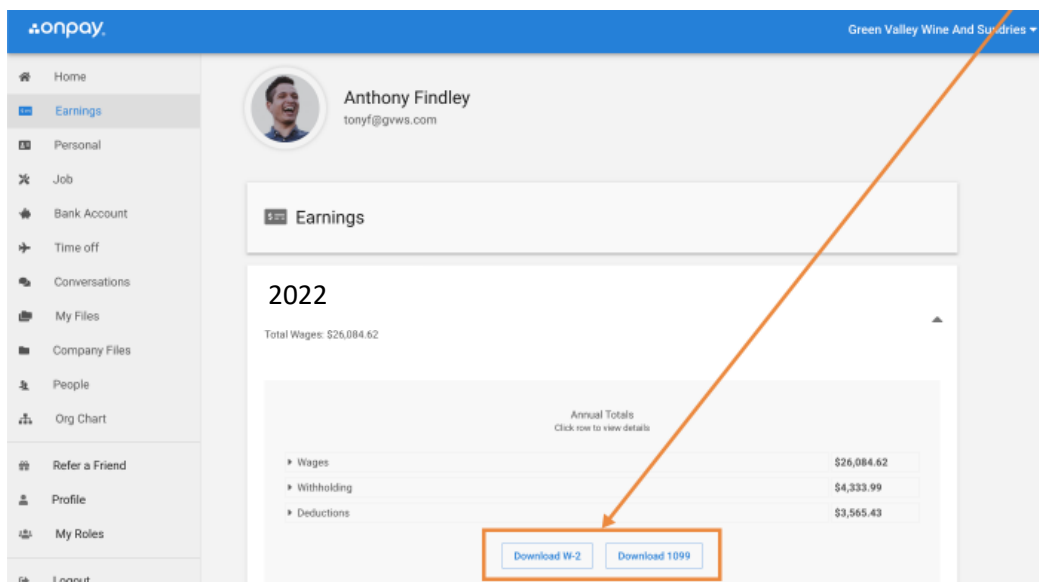 onpay
Green Valley Wine And Sundries
Home
Earnings
Personal
Job
Bank Account
Time off
Conversations
My Files
Company Files
People
Org Chart
Refer a Friend
Profile
My Roles
Logout
Anthony Findley
tonyf@gvws.com
Earnings
2022
Total Wages: $26,084.62
Annual Totals
Click row to view details
Wages $26,084.62
Withholding $4,333.99
Deductions $3,565.43
Download W-2 Download 1099